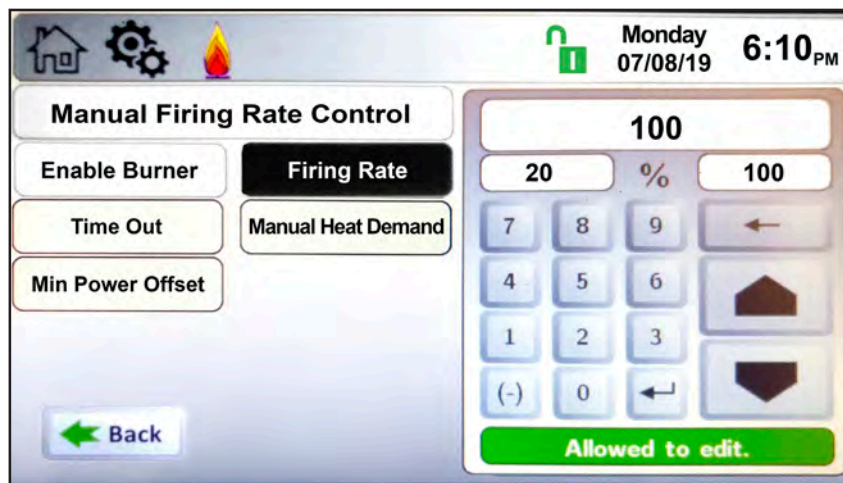 Monday
07/08/19
6:10 PM
Manual Firing Rate Control
Enable Burner
Firing Rate
Time Out
Manual Heat Demand
Min Power Offset
Back
100
20 % 100
7 8 9
4 5 6
1 2 3
(-) 0
Allowed to edit.